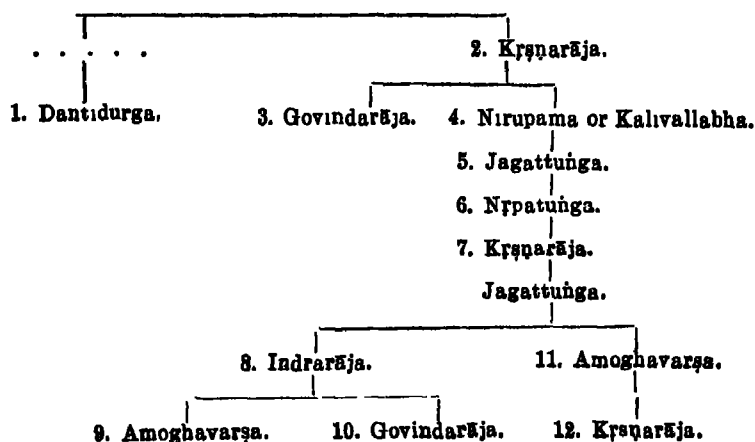 . . . . . 2. Kṛṣṇarāja.
1. Dantidurga, 3. Govindarāja. 4. Nirupama or Kalivallabha.
5. Jagattuṅga.
6. Nṛpatuṅga.
7. Kṛṣṇarāja.
Jagattuṅga.
8. Indrarāja. 11. Amoghavarṣa.
9. Amoghavarṣa. 10. Govindarāja. 12. Kṛṣṇarāja.